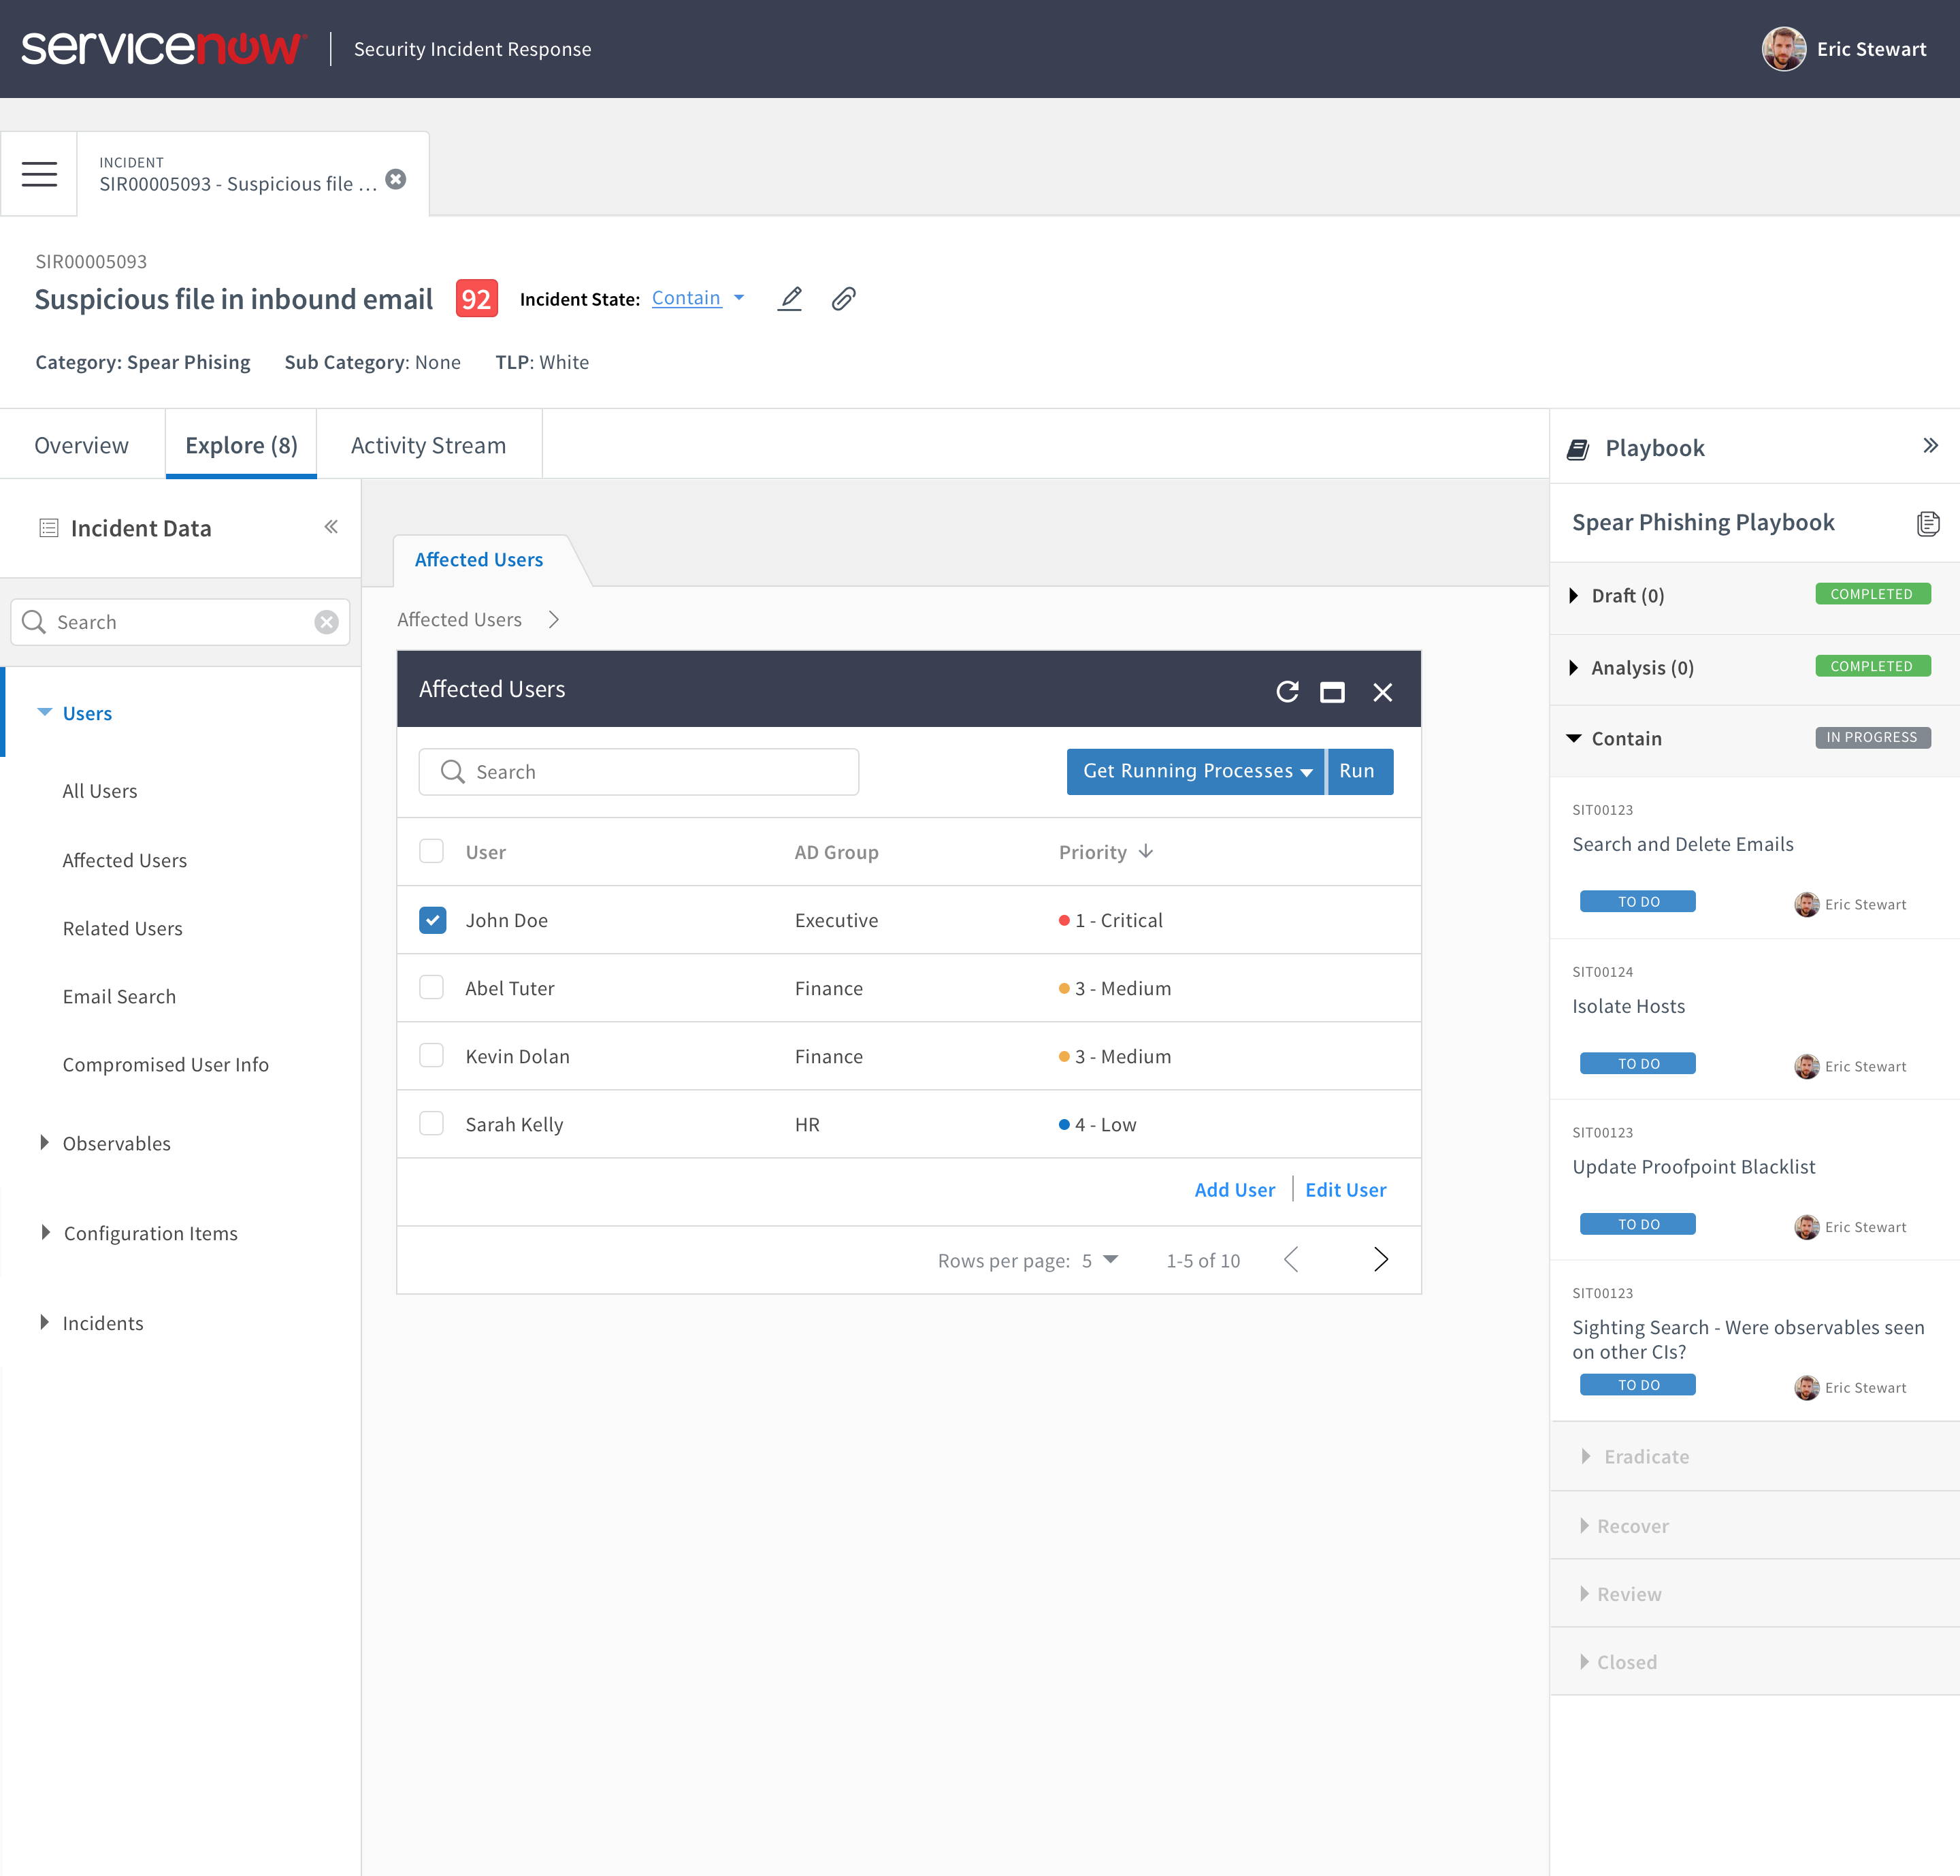 servicenow
Security Incident Response
Eric Stewart
INCIDENT
SIR00005093 - Suspicious file ...
SIR00005093
Suspicious file in inbound email
92
Incident State: Contain
Category: Spear Phising
Sub Category: None
TLP: White
Overview
Explore (8)
Activity Stream
Incident Data
Search
Users
All Users
Affected Users
Related Users
Email Search
Compromised User Info
Observables
Configuration Items
Incidents
Affected Users
Affected Users
Affected Users
Search
Get Running Processes
Run
User AD Group Priority
John Doe Executive 1 - Critical
Abel Tuter Finance 3 - Medium
Kevin Dolan Finance 3 - Medium
Sarah Kelly HR 4 - Low
Add User
Edit User
Rows per page: 5
1-5 of 10
Playbook
Spear Phishing Playbook
Draft (0) COMPLETED
Analysis (0) COMPLETED
Contain IN PROGRESS
SIT00123
Search and Delete Emails
TO DO Eric Stewart
SIT00124
Isolate Hosts
TO DO Eric Stewart
SIT00123
Update Proofpoint Blacklist
TO DO Eric Stewart
SIT00123
Sighting Search - Were observables seen
on other CIs?
TO DO Eric Stewart
Eradicate
Recover
Review
Closed